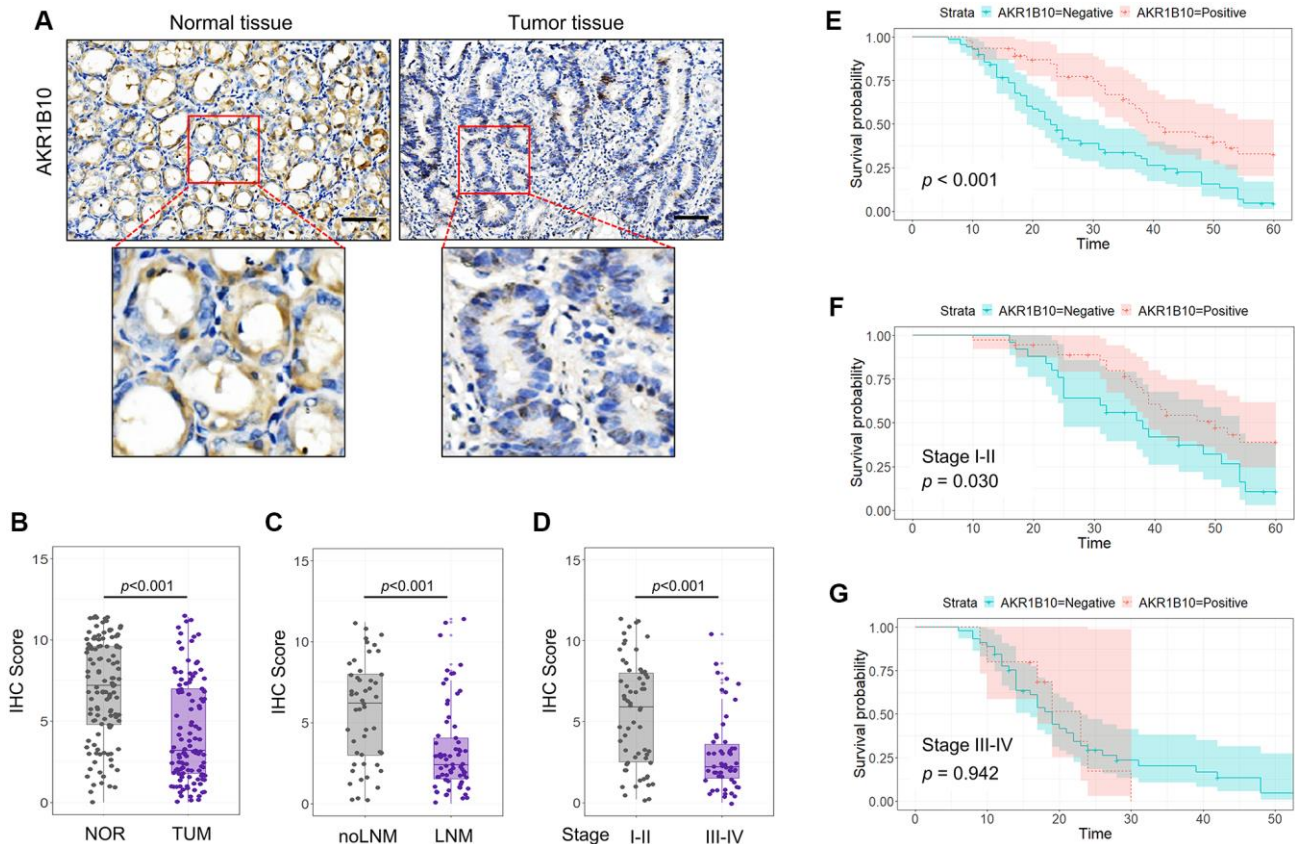 A
Normal tissue
Tumor tissue
AKR1B10
B
IHC Score
15
10
5
0
p<0.001
NOR
TUM
C
IHC Score
15
10
5
0
p<0.001
noLNM
LNM
D
IHC Score
15
10
5
0
p<0.001
Stage
I-II
III-IV
E
Strata AKR1B10=Negative AKR1B10=Positive
Survival probability
1.00
0.75
0.50
0.25
0.00
p < 0.001
0 10 20 30 40 50 60
Time
F
Strata AKR1B10=Negative AKR1B10=Positive
Survival probability
1.00
0.75
0.50
0.25
0.00
Stage I-II
p = 0.030
0 10 20 30 40 50 60
Time
G
Strata AKR1B10=Negative AKR1B10=Positive
Survival probability
1.00
0.75
0.50
0.25
0.00
Stage III-IV
p = 0.942
0 10 20 30 40 50
Time